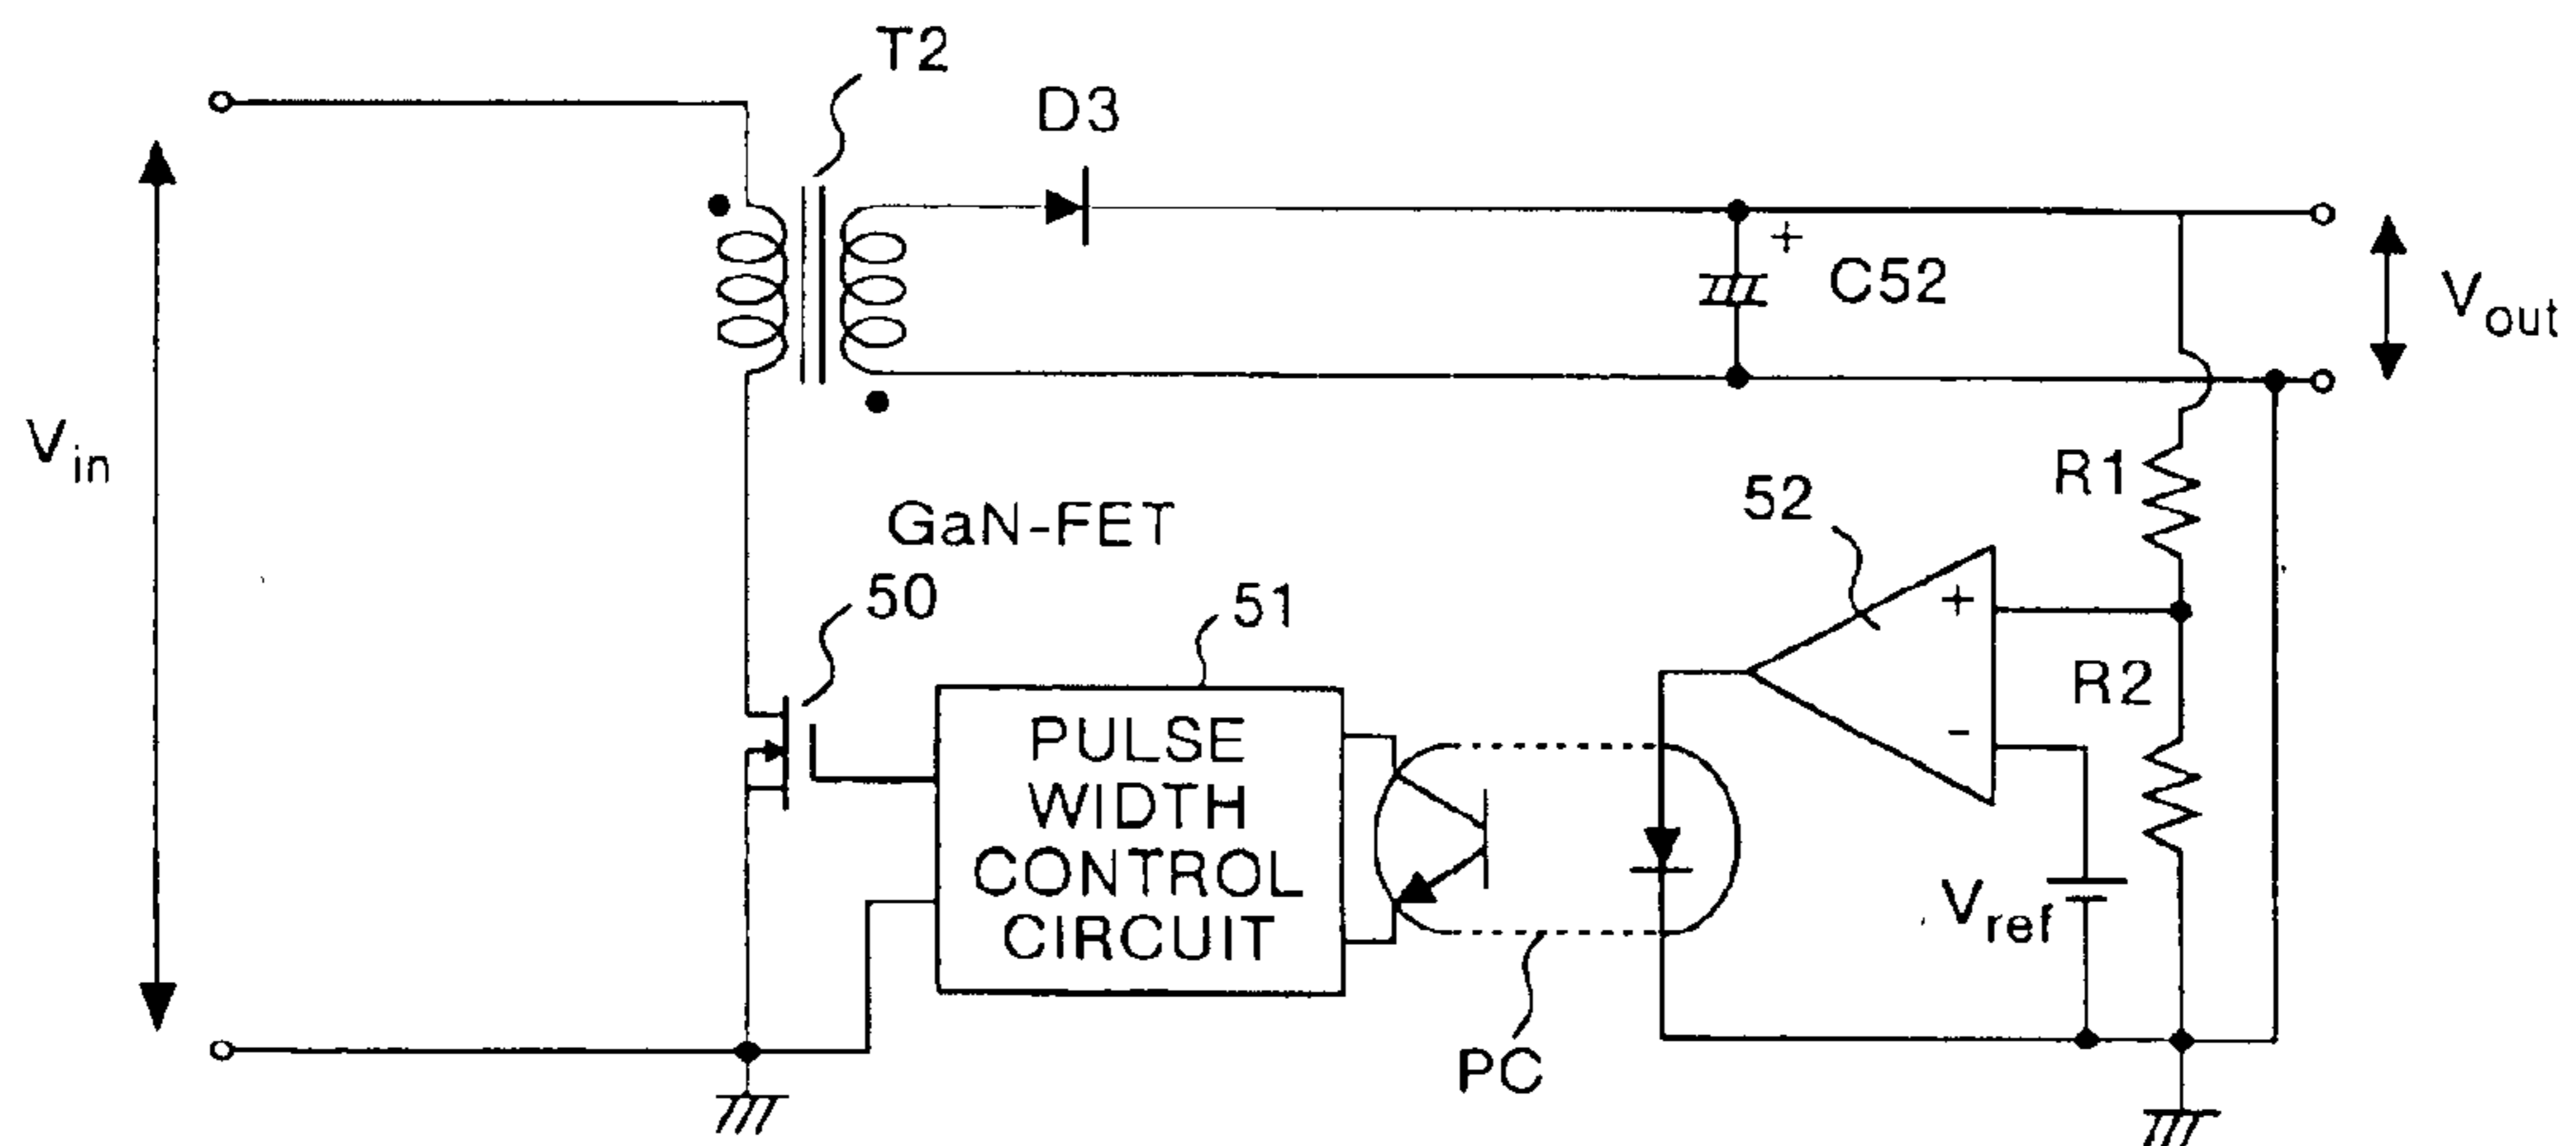 T2
D3
+
C52
Vout
Vin
R1
52
GaN-FET
50
51
+
R2
-
PULSE
WIDTH
CONTROL
CIRCUIT
Vref
PC